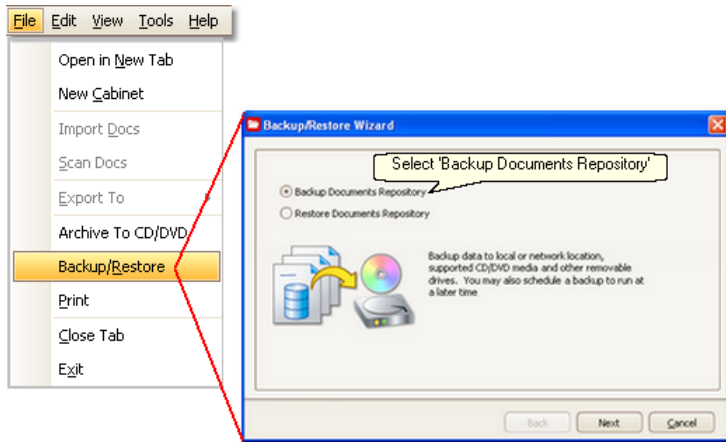 File Edit View Tools Help
Open in New Tab
New Cabinet
Import Docs
Scan Docs
Export To
Archive To CD/DVD
Backup/Restore
Print
Close Tab
Exit
Backup/Restore Wizard
Select 'Backup Documents Repository'
Backup Documents Repository
Restore Documents Repository
Backup data to local or network location,
supported CD/DVD media and other removable
drives. You may also schedule a backup to run at
a later time
Back Next Cancel